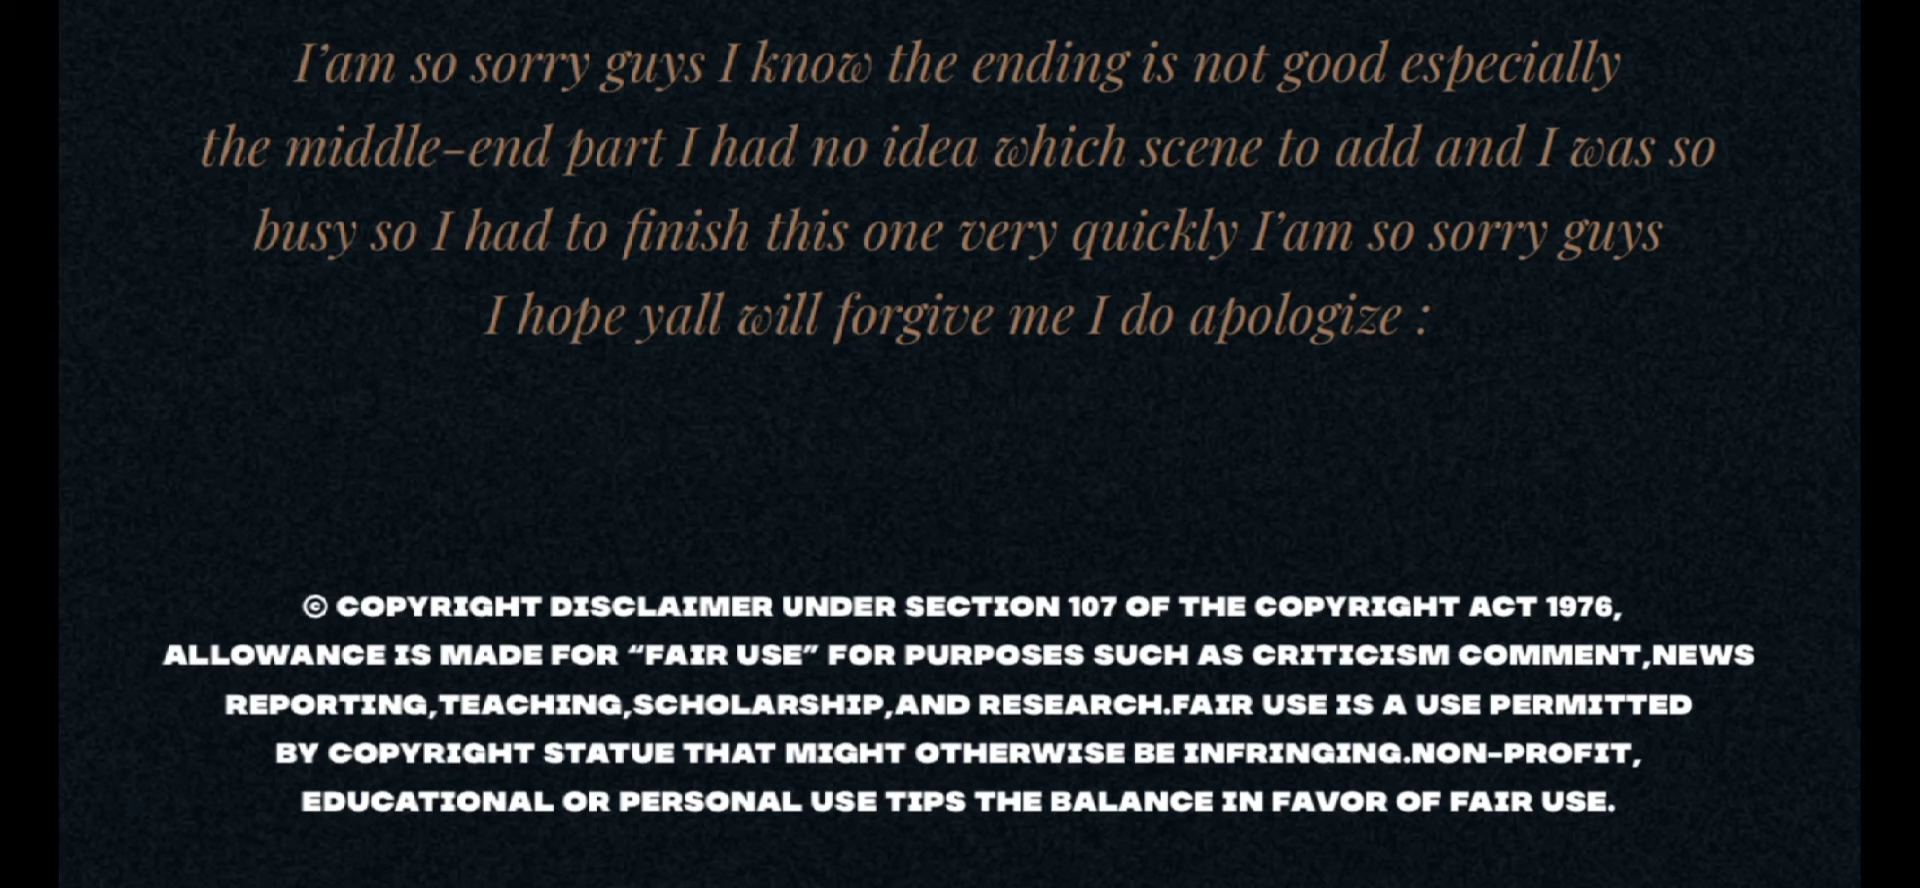 I’am so sorry guys I know the ending is not good especially
the middle-end part I had no idea which scene to add and I was so
busy so I had to finish this one very quickly I’am so sorry guys
I hope yall will forgive me I do apologize :
© COPYRIGHT DISCLAIMER UNDER SECTION 107 OF THE COPYRIGHT ACT 1976,
ALLOWANCE IS MADE FOR “FAIR USE” FOR PURPOSES SUCH AS CRITICISM COMMENT,NEWS
REPORTING,TEACHING,SCHOLARSHIP,AND RESEARCH.FAIR USE IS A USE PERMITTED
BY COPYRIGHT STATUE THAT MIGHT OTHERWISE BE INFRINGING.NON-PROFIT,
EDUCATIONAL OR PERSONAL USE TIPS THE BALANCE IN FAVOR OF FAIR USE.